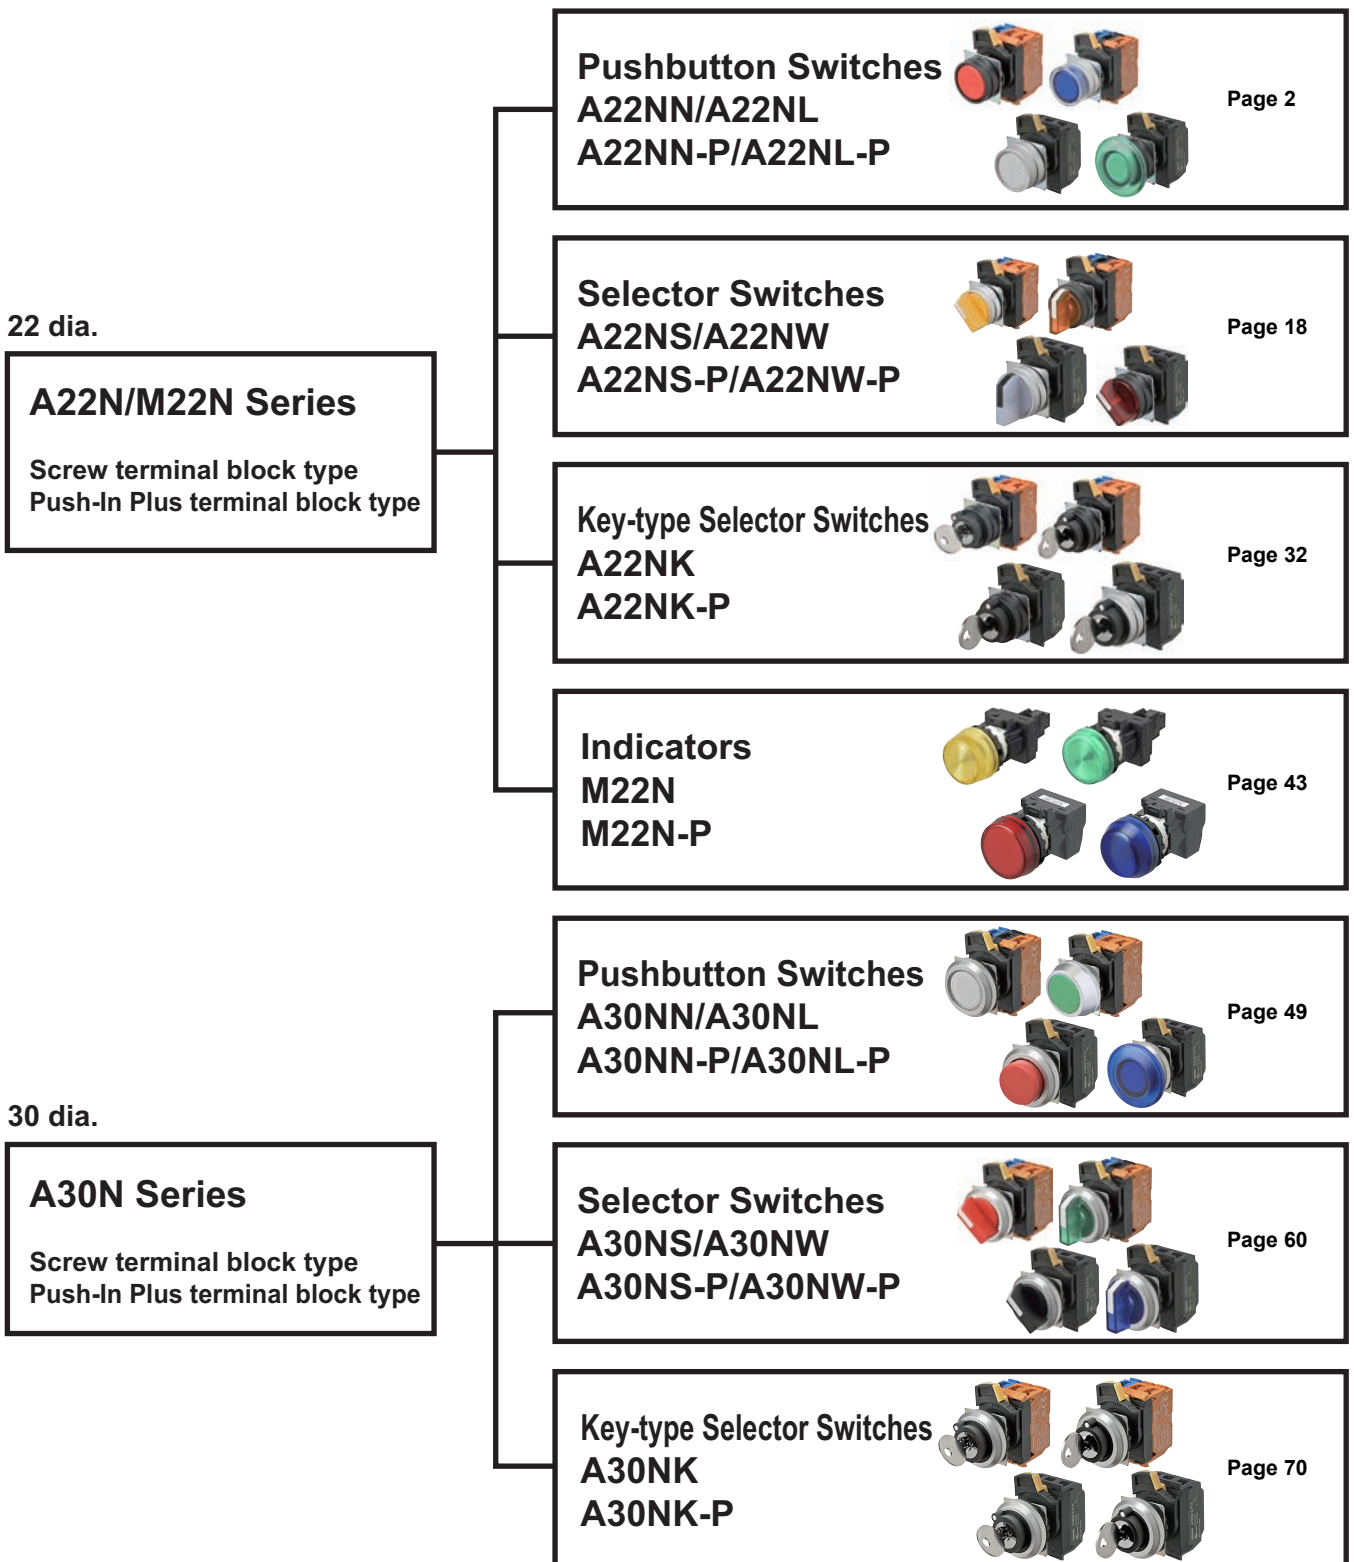 22 dia.
A22N/M22N Series
Screw terminal block type
Push-In Plus terminal block type
Pushbutton Switches
A22NN/A22NL
A22NN-P/A22NL-P
Page 2
Selector Switches
A22NS/A22NW
A22NS-P/A22NW-P
Page 18
Key-type Selector Switches
A22NK
A22NK-P
Page 32
Indicators
M22N
M22N-P
Page 43
30 dia.
A30N Series
Screw terminal block type
Push-In Plus terminal block type
Pushbutton Switches
A30NN/A30NL
A30NN-P/A30NL-P
Page 49
Selector Switches
A30NS/A30NW
A30NS-P/A30NW-P
Page 60
Key-type Selector Switches
A30NK
A30NK-P
Page 70